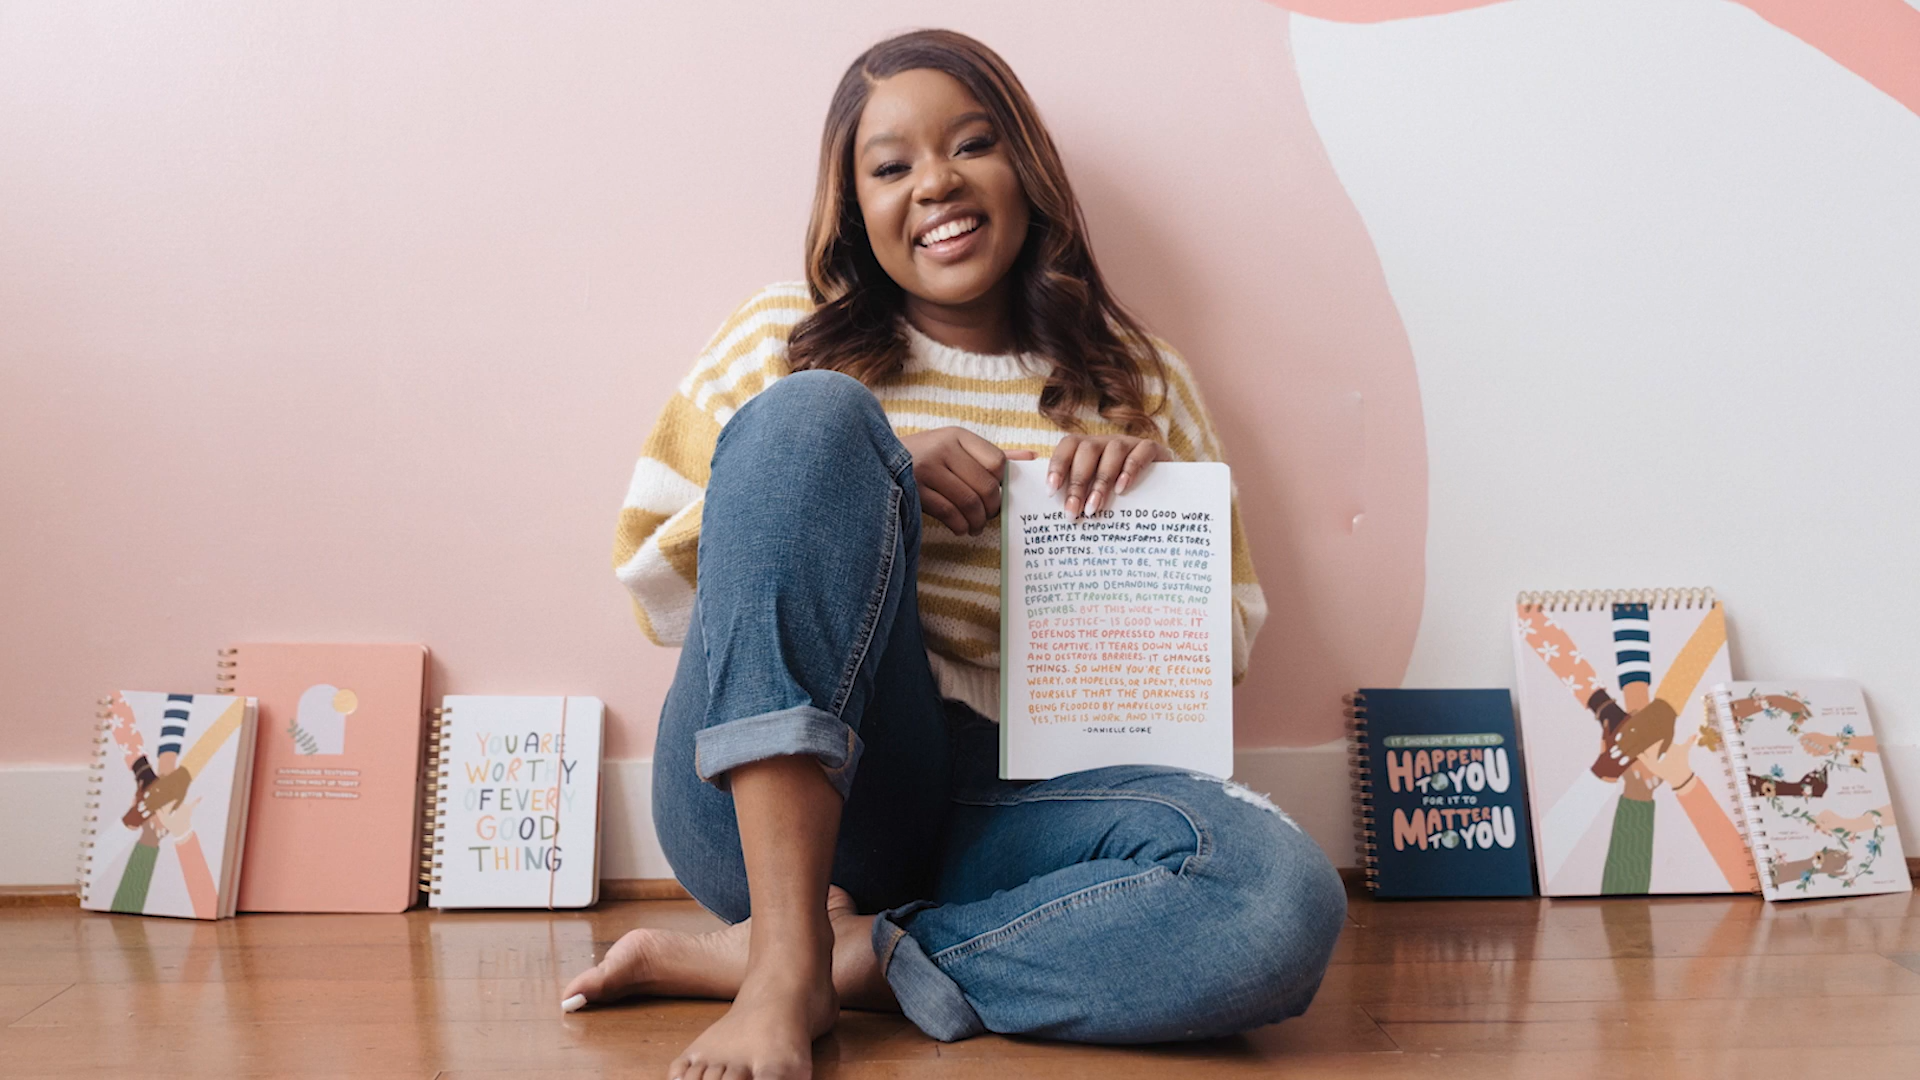 YOU ARE
WORTHY
OF EVERY
GOOD
THING
YOU WERE CREATED TO DO GOOD WORK.
WORK THAT EMPOWERS AND INSPIRES,
LIBERATES AND TRANSFORMS, RESTORES
AND SOFTENS. YES, WORK CAN BE HARD-
AS IT WAS MEANT TO BE. THE VERB
ITSELF CALLS US INTO ACTION, REJECTING
PASSIVITY AND DEMANDING SUSTAINED
EFFORT. IT PROVOKES, AGITATES, AND
DISTURBS. BUT THIS WORK-THE CALL
FOR JUSTICE-IS GOOD WORK. IT
DEFENDS THE OPPRESSED AND FREES
THE CAPTIVE. IT TEARS DOWN WALLS
AND DESTROYS BARRIERS. IT CHANGES
THINGS. SO WHEN YOU'RE FEELING
WEARY, OR HOPELESS, OR SPENT, REMIND
YOURSELF THAT THE DARKNESS IS
BEING FLOODED BY MARVELOUS LIGHT.
YES, THIS IS WORK. AND IT IS GOOD.
-DANIELLE COKE
IT SHOULDN'T HAVE TO
HAPPEN
TO YOU
FOR IT TO
MATTER
TO YOU